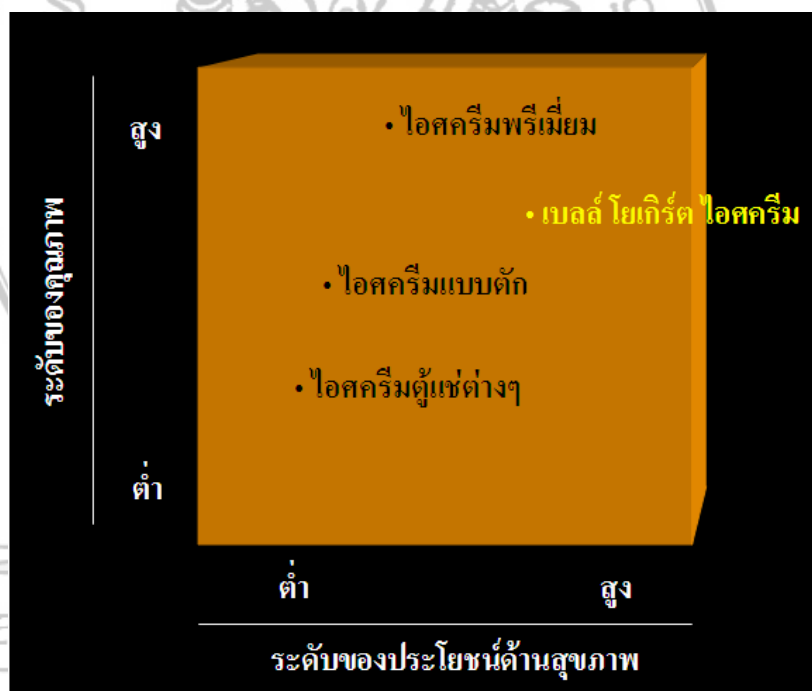 สูง
• ไอศครีมพรีเมี่ยม
• เบลล์ โยเกิร์ต ไอศครีม
ระดับของคุณภาพ
• ไอศครีมแบบตัก
• ไอศครีมตู้แช่ต่างๆ
ต่ำ
ต่ำ สูง
ระดับของประโยชน์ด้านสุขภาพ